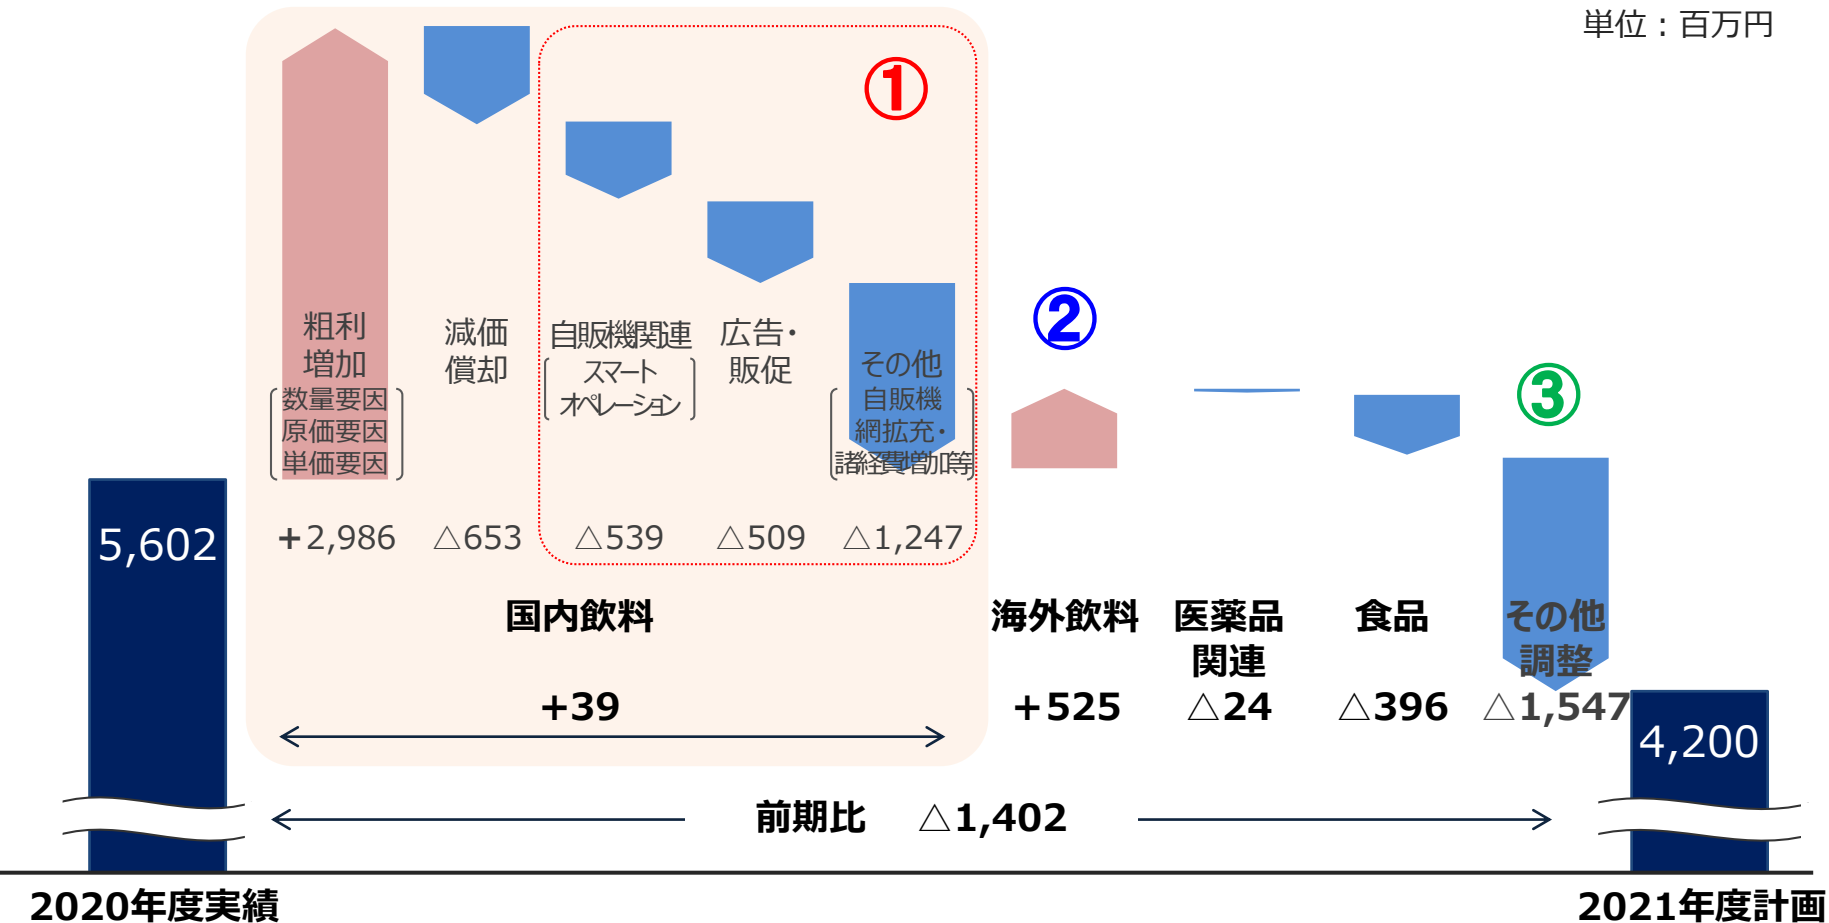 単位：百万円
①
②
③
粗利
増加
数量要因
原価要因
単価要因
+2,986
減価
償却
△653
自販機関連
スマート
オペレーション
△539
広告・
販促
△509
その他
自販機
網拡充・
諸経費増加等
△1,247
5,602
国内飲料
+39
海外飲料
+525
医薬品
関連
△24
食品
△396
その他
調整
△1,547
4,200
前期比 △1,402
2020年度実績
2021年度計画